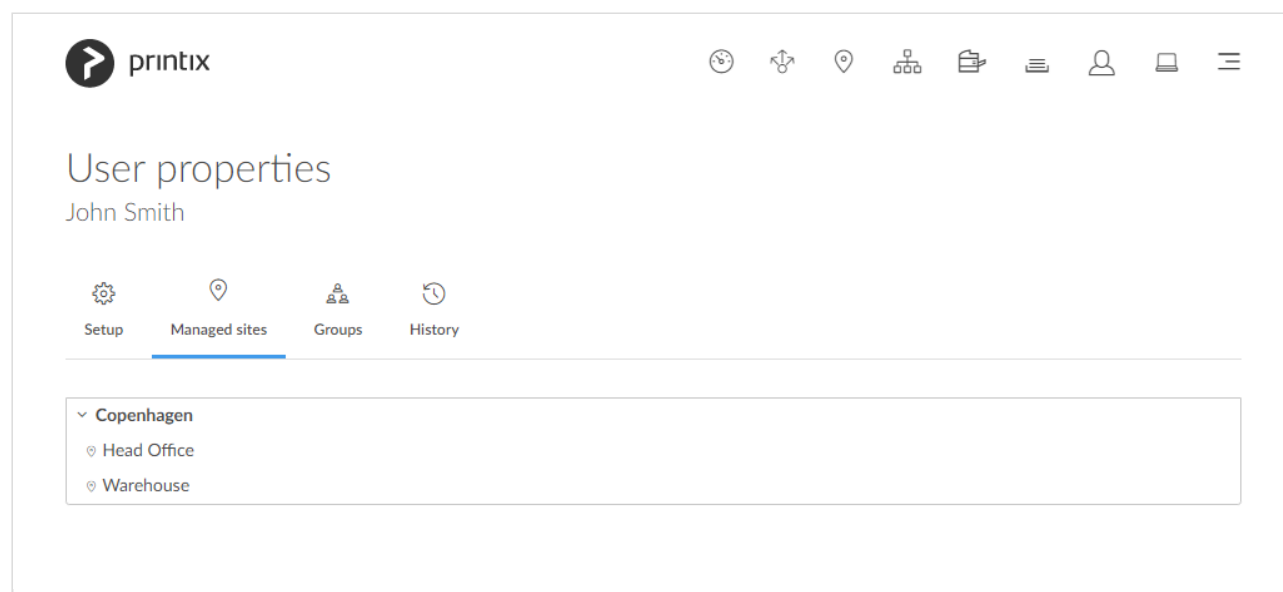 printix
User properties
John Smith
Setup
Managed sites
Groups
History
Copenhagen
Head Office
Warehouse